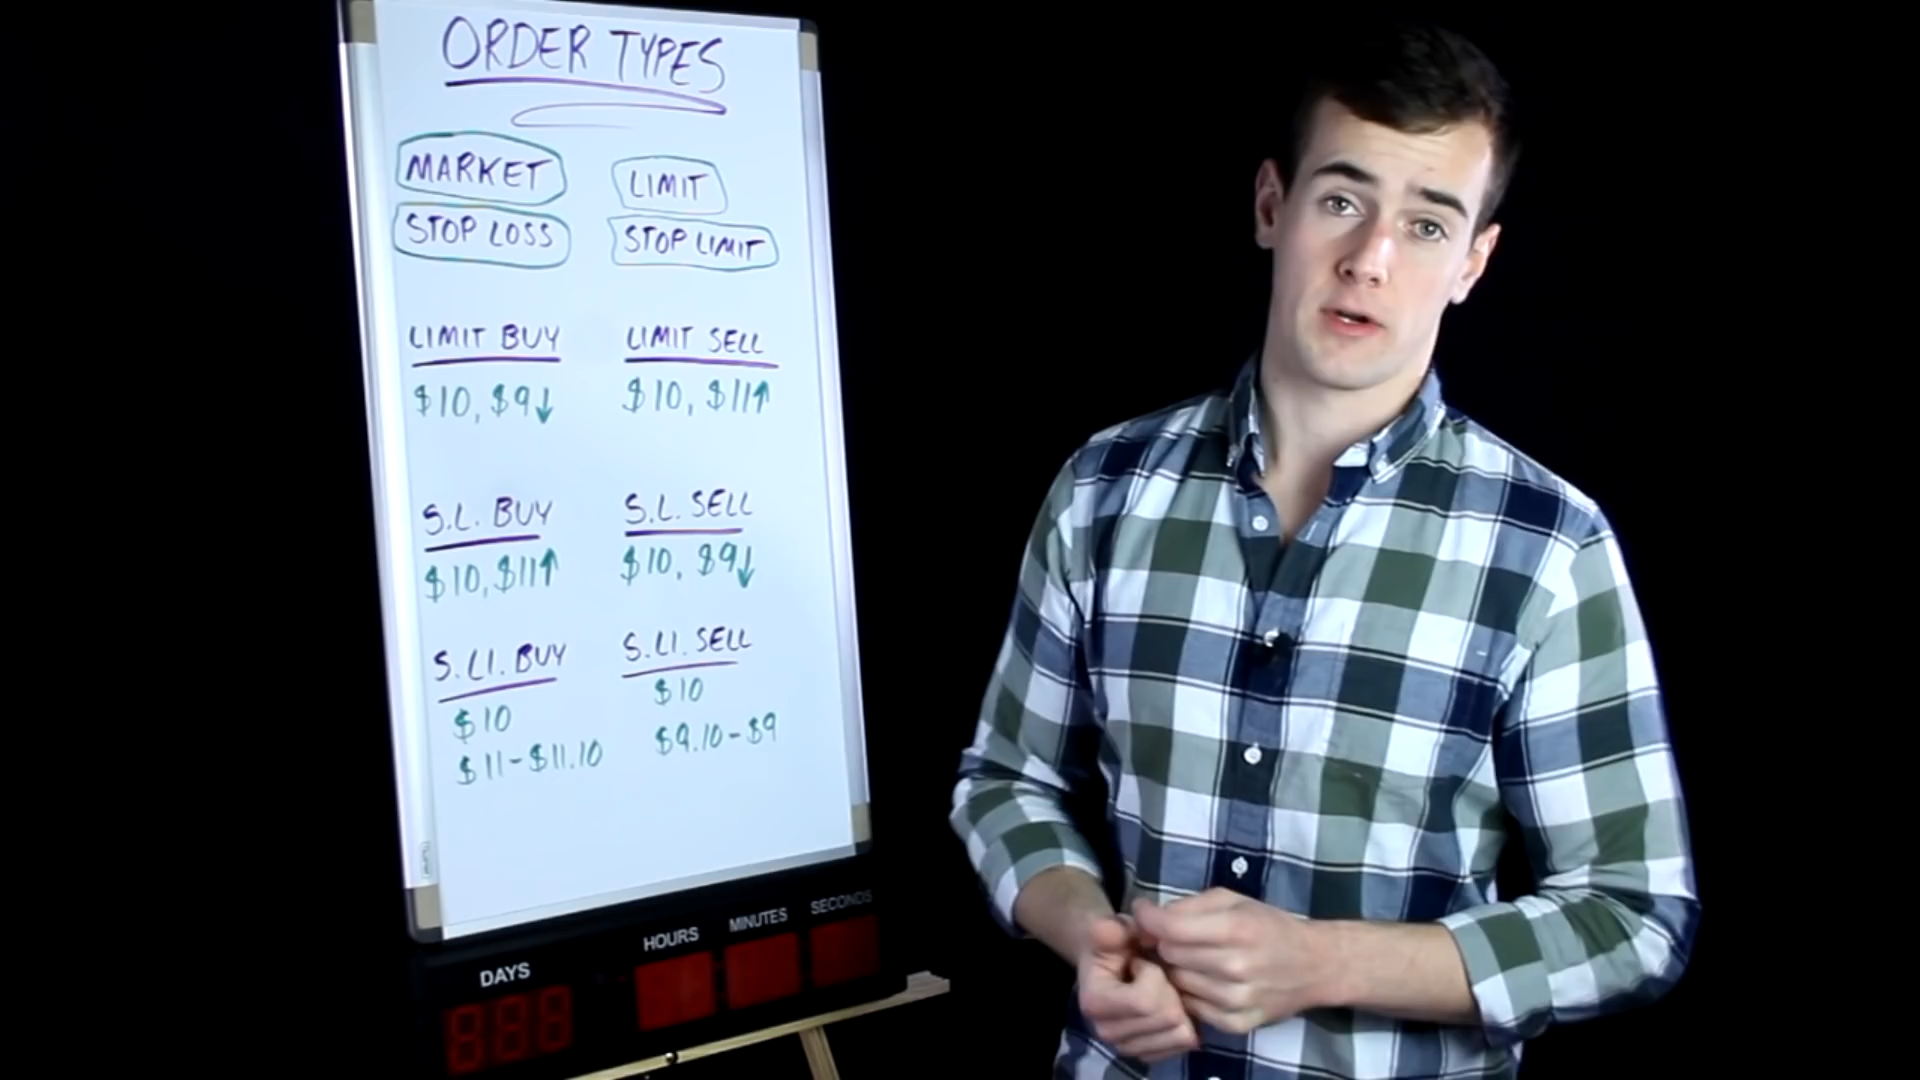 ORDER TYPES
MARKET
LIMIT
STOP LOSS
STOP LIMIT
LIMIT BUY
LIMIT SELL
$10, $9↓
$10, $11↑
S.L. BUY
S.L. SELL
$10, $11↑
$10, $9↓
S.LI. BUY
S.LI. SELL
$10
$10
$11-$11.10
$9.10-$9
DAYS
HOURS
MINUTES
SECONDS
888